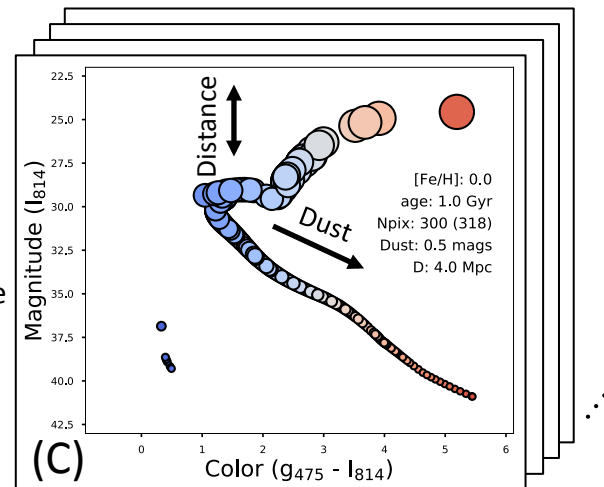 22.5
25.0
27.5
30.0
32.5
35.0
37.5
40.0
42.5
Magnitude (I₈₁₄)
Distance
Dust
[Fe/H]: 0.0
age: 1.0 Gyr
Npix: 300 (318)
Dust: 0.5 mags
D: 4.0 Mpc
0 1 2 3 4 5 6
(C)
Color (g₄₇₅ - I₈₁₄)